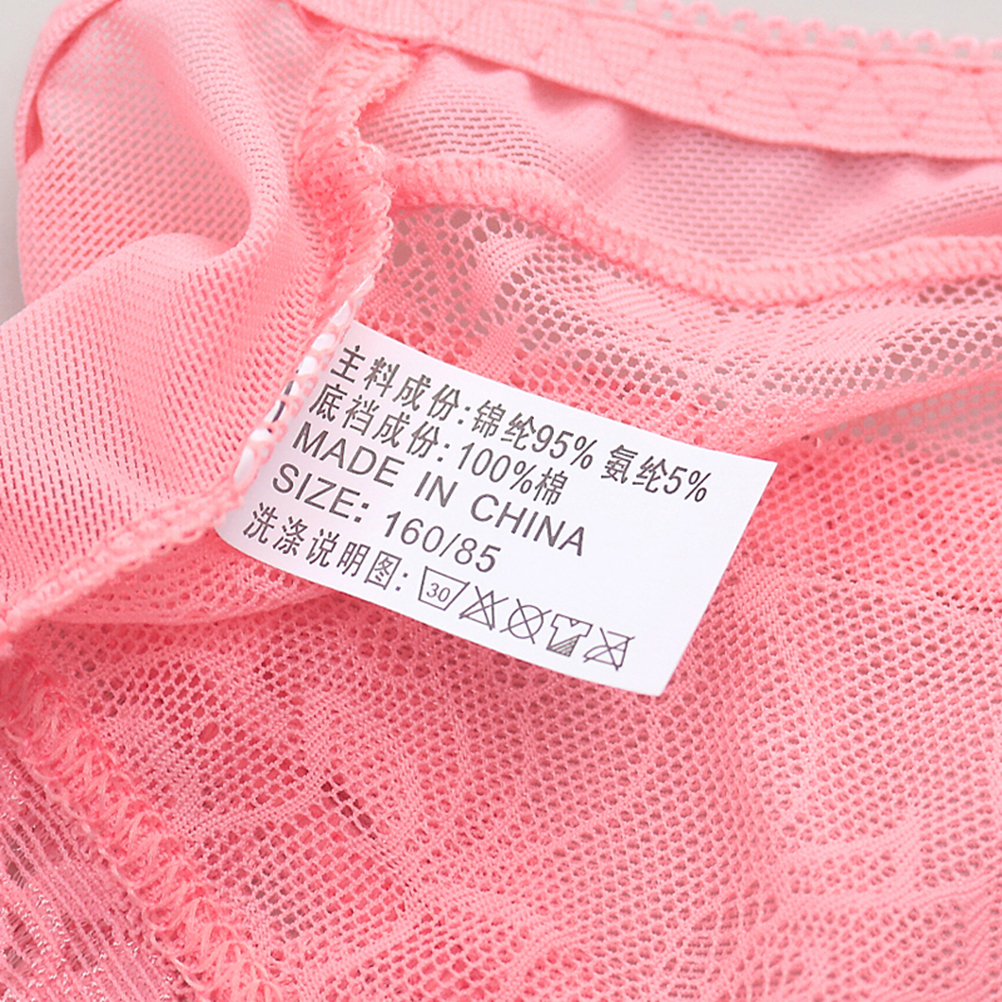 主料成份:锦纶95% 氨纶5%
底裆成份:100%棉
MADE IN CHINA
SIZE: 160/85
洗涤说明图: 30